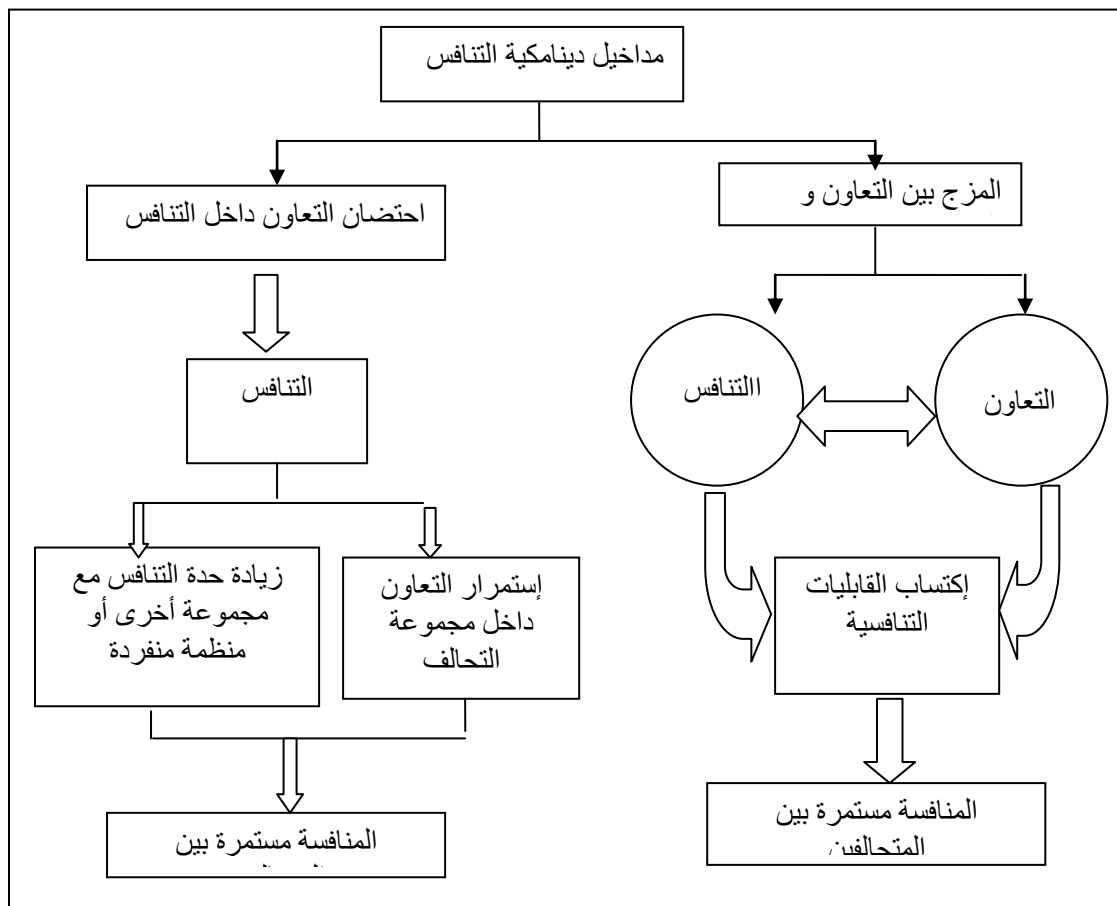 مداخيل دينامكية التنافس
المزج بين التعاون و
احتضان التعاون داخل التنافس
التعاون
االتنافس
التنافس
إكتساب القابليات
التنافسية
إستمرار التعاون
داخل مجموعة
التحالف
زيادة حدة التنافس مع
مجموعة أخرى أو
منظمة منفردة
المنافسة مستمرة بين
المتحالفين
المنافسة مستمرة بين